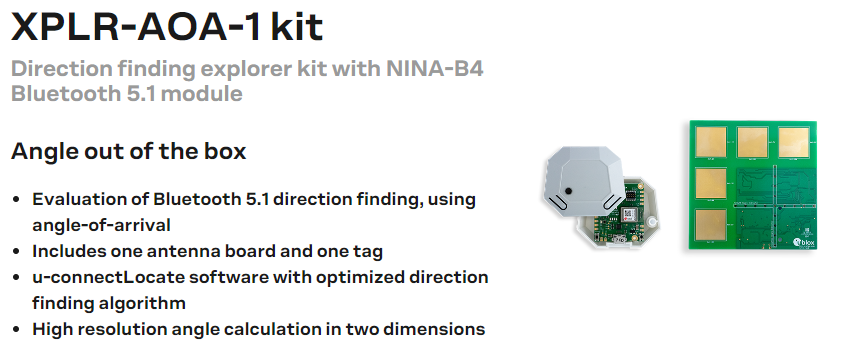 XPLR-AOA-1 kit
Direction finding explorer kit with NINA-B4
Bluetooth 5.1 module
Angle out of the box
• Evaluation of Bluetooth 5.1 direction finding, using
angle-of-arrival
• Includes one antenna board and one tag
• u-connectLocate software with optimized direction
finding algorithm
• High resolution angle calculation in two dimensions
blox